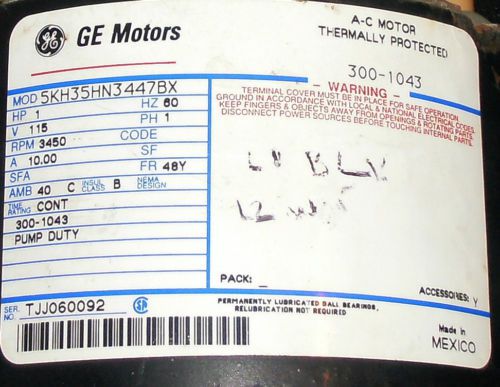 GE Motors
A-C MOTOR
THERMALLY PROTECTED
300-1043
MOD 5KH35HN3447BX
HP 1 HZ 60
V 115 PH 1
RPM 3450 CODE
A 10.00 SF
SFA FR 48Y
AMB 40 C INSUL CLASS B NEMA DESIGN
TIME RATING CONT
300-1043
PUMP DUTY
SER. NO. TJJ060092
- WARNING -
TERMINAL COVER MUST BE IN PLACE FOR SAFE OPERATION
GROUND IN ACCORDANCE WITH LOCAL & NATIONAL ELECTRICAL CODES
KEEP FINGERS & OBJECTS AWAY FROM OPENINGS & ROTATING PARTS
DISCONNECT POWER SOURCES BEFORE TOUCHING INTERNAL PARTS.
PACK: _
ACCESSORIES: Y
PERMANENTLY LUBRICATED BALL BEARINGS,
RELUBRICATION NOT REQUIRED
Made in
MEXICO